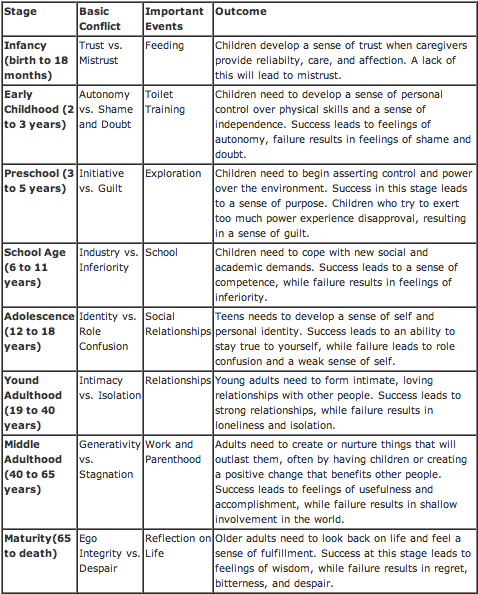 Stage
Basic
Conflict
Important
Events
Outcome
Infancy
(birth to 18
months)
Trust vs.
Mistrust
Feeding
Children develop a sense of trust when caregivers
provide reliabilty, care, and affection. A lack of
this will lead to mistrust.
Early
Childhood (2
to 3 years)
Autonomy
vs. Shame
and Doubt
Toilet
Training
Children need to develop a sense of personal
control over physical skills and a sense of
independence. Success leads to feelings of
autonomy, failure results in feelings of shame and
doubt.
Preschool (3
to 5 years)
Initiative
vs. Guilt
Exploration
Children need to begin asserting control and power
over the environment. Success in this stage leads
to a sense of purpose. Children who try to exert
too much power experience disapproval, resulting
in a sense of guilt.
School Age
(6 to 11
years)
Industry vs.
Inferiority
School
Children need to cope with new social and
academic demands. Success leads to a sense of
competence, while failure results in feelings of
inferiority.
Adolescence
(12 to 18
years)
Identity vs.
Role
Confusion
Social
Relationships
Teens needs to develop a sense of self and
personal identity. Success leads to an ability to
stay true to yourself, while failure leads to role
confusion and a weak sense of self.
Yound
Adulthood
(19 to 40
years)
Intimacy
vs. Isolation
Relationships
Young adults need to form intimate, loving
relationships with other people. Success leads to
strong relationships, while failure results in
loneliness and isolation.
Middle
Adulthood
(40 to 65
years)
Generativity
vs.
Stagnation
Work and
Parenthood
Adults need to create or nurture things that will
outlast them, often by having children or creating
a positive change that benefits other people.
Success leads to feelings of usefulness and
accomplishment, while failure results in shallow
involvement in the world.
Maturity(65
to death)
Ego
Integrity vs.
Despair
Reflection on
Life
Older adults need to look back on life and feel a
sense of fulfillment. Success at this stage leads to
feelings of wisdom, while failure results in regret,
bitterness, and despair.